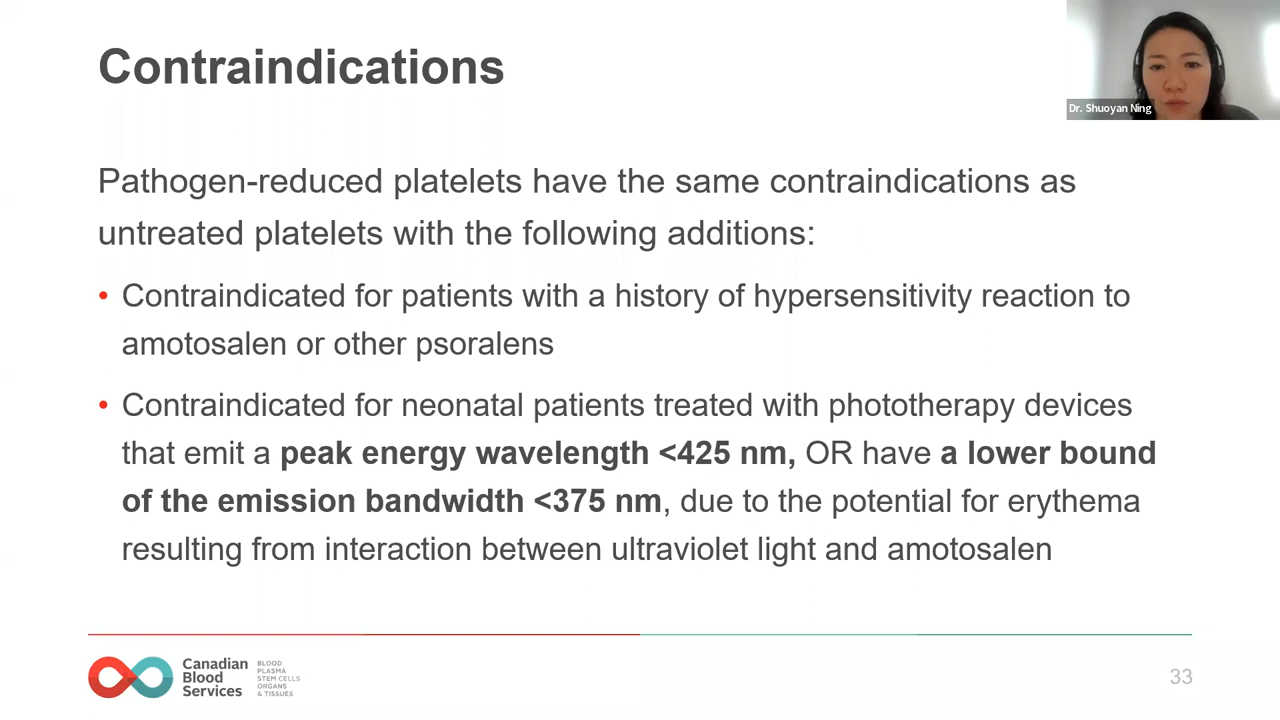 Contraindications
Dr. Shuoyan Ning
Pathogen-reduced platelets have the same contraindications as
untreated platelets with the following additions:
• Contraindicated for patients with a history of hypersensitivity reaction to
amotosalen or other psoralens
• Contraindicated for neonatal patients treated with phototherapy devices
that emit a peak energy wavelength <425 nm, OR have a lower bound
of the emission bandwidth <375 nm, due to the potential for erythema
resulting from interaction between ultraviolet light and amotosalen
Canadian
Blood
Services
BLOOD
PLASMA
STEM CELLS
ORGANS
& TISSUES
33